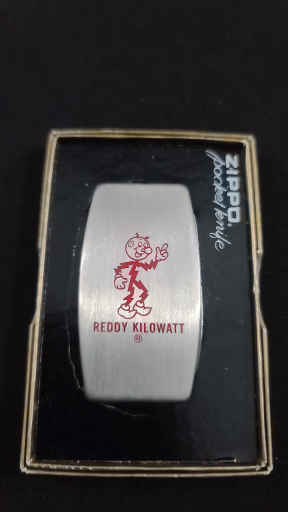 ZIPPO.
pocket knife
REDDY KILOWATT
®